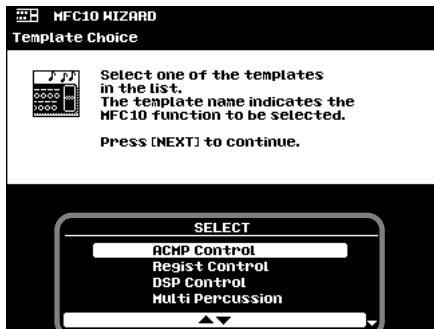 MFC10 WIZARD
Template Choice
Select one of the templates
in the list.
The template name indicates the
MFC10 function to be selected.
Press [NEXT] to continue.
SELECT
ACMP Control
Regist Control
DSP Control
Multi Percussion